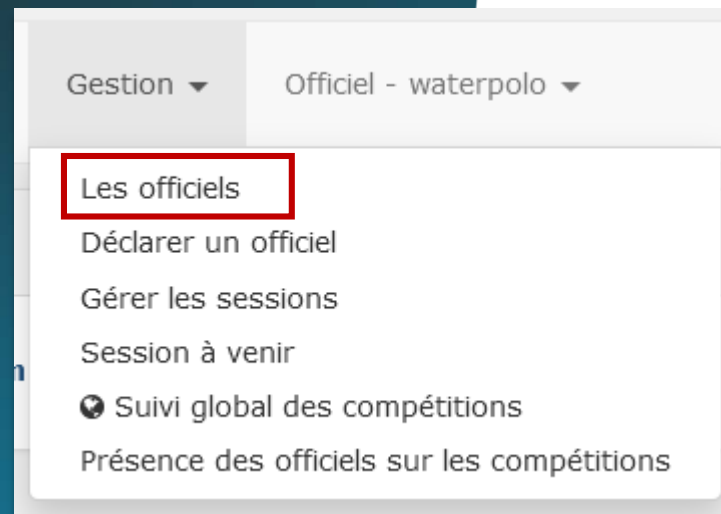 Gestion Officiel - waterpolo
Les officiels
Déclarer un officiel
Gérer les sessions
Session à venir
Suivi global des compétitions
Présence des officiels sur les compétitions